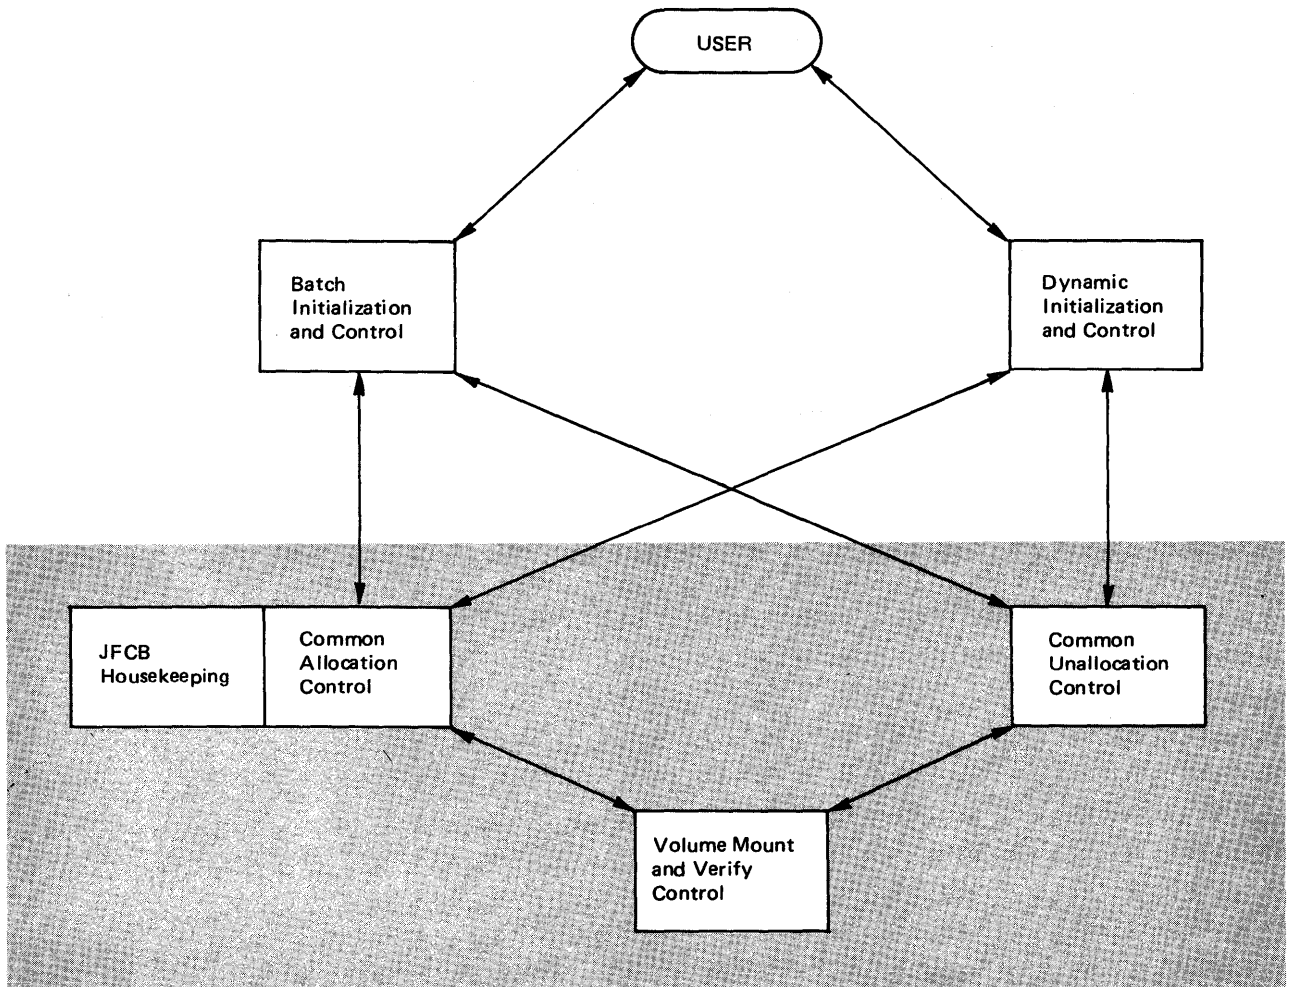 USER
Batch
Initialization
and Control
Dynamic
Initialization
and Control
JFCB
Housekeeping
Common
Allocation
Control
Common
Unallocation
Control
Volume Mount
and Verify
Control